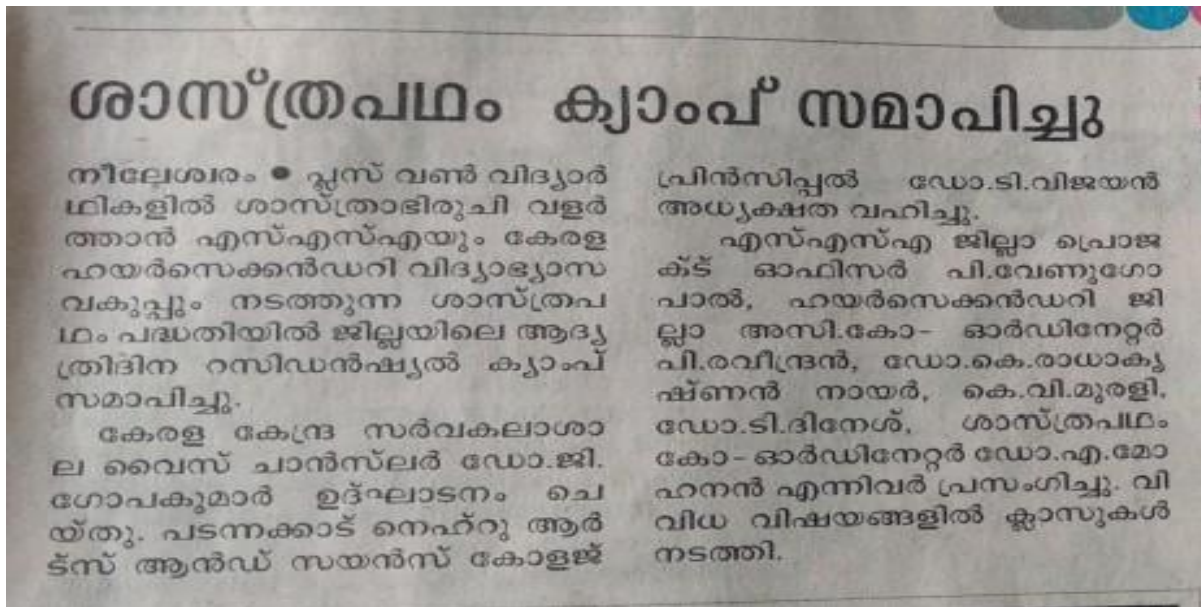 ശാസ്ത്രപഥം ക്യാംപ് സമാപിച്ചു
നീലേശ്വരം ● പ്ലസ് വൺ വിദ്യാർ
ഥികളിൽ ശാസ്ത്രാഭിരുചി വളർ
ത്താൻ എസ്എസ്എയും കേരള
ഹയർസെക്കൻഡറി വിദ്യാഭ്യാസ
വകുപ്പും നടത്തുന്ന ശാസ്ത്രപ
ഥം പദ്ധതിയിൽ ജില്ലയിലെ ആദ്യ
ത്രിദിന റസിഡൻഷ്യൽ ക്യാംപ്
സമാപിച്ചു.
കേരള കേന്ദ്ര സർവകലാശാ
ല വൈസ് ചാൻസ്‌ലർ ഡോ.ജി.
ഗോപകുമാർ ഉദ്ഘാടനം ചെ
യ്തു. പടന്നക്കാട് നെഹ്റു ആർ
ട്സ് ആൻഡ് സയൻസ് കോളജ്
പ്രിൻസിപ്പൽ ഡോ.ടി.വിജയൻ
അധ്യക്ഷത വഹിച്ചു.
എസ്എസ്എ ജില്ലാ പ്രൊജ
ക്ട് ഓഫിസർ പി.വേണുഗോ
പാൽ, ഹയർസെക്കൻഡറി ജി
ല്ലാ അസി.കോ- ഓർഡിനേറ്റർ
പി.രവീന്ദ്രൻ, ഡോ.കെ.രാധാകൃ
ഷ്ണൻ നായർ, കെ.വി.മുരളി,
ഡോ.ടി.ദിനേശ്, ശാസ്ത്രപഥം
കോ-ഓർഡിനേറ്റർ ഡോ.എ.മോ
ഹനൻ എന്നിവർ പ്രസംഗിച്ചു. വി
വിധ വിഷയങ്ങളിൽ ക്ലാസുകൾ
നടത്തി.